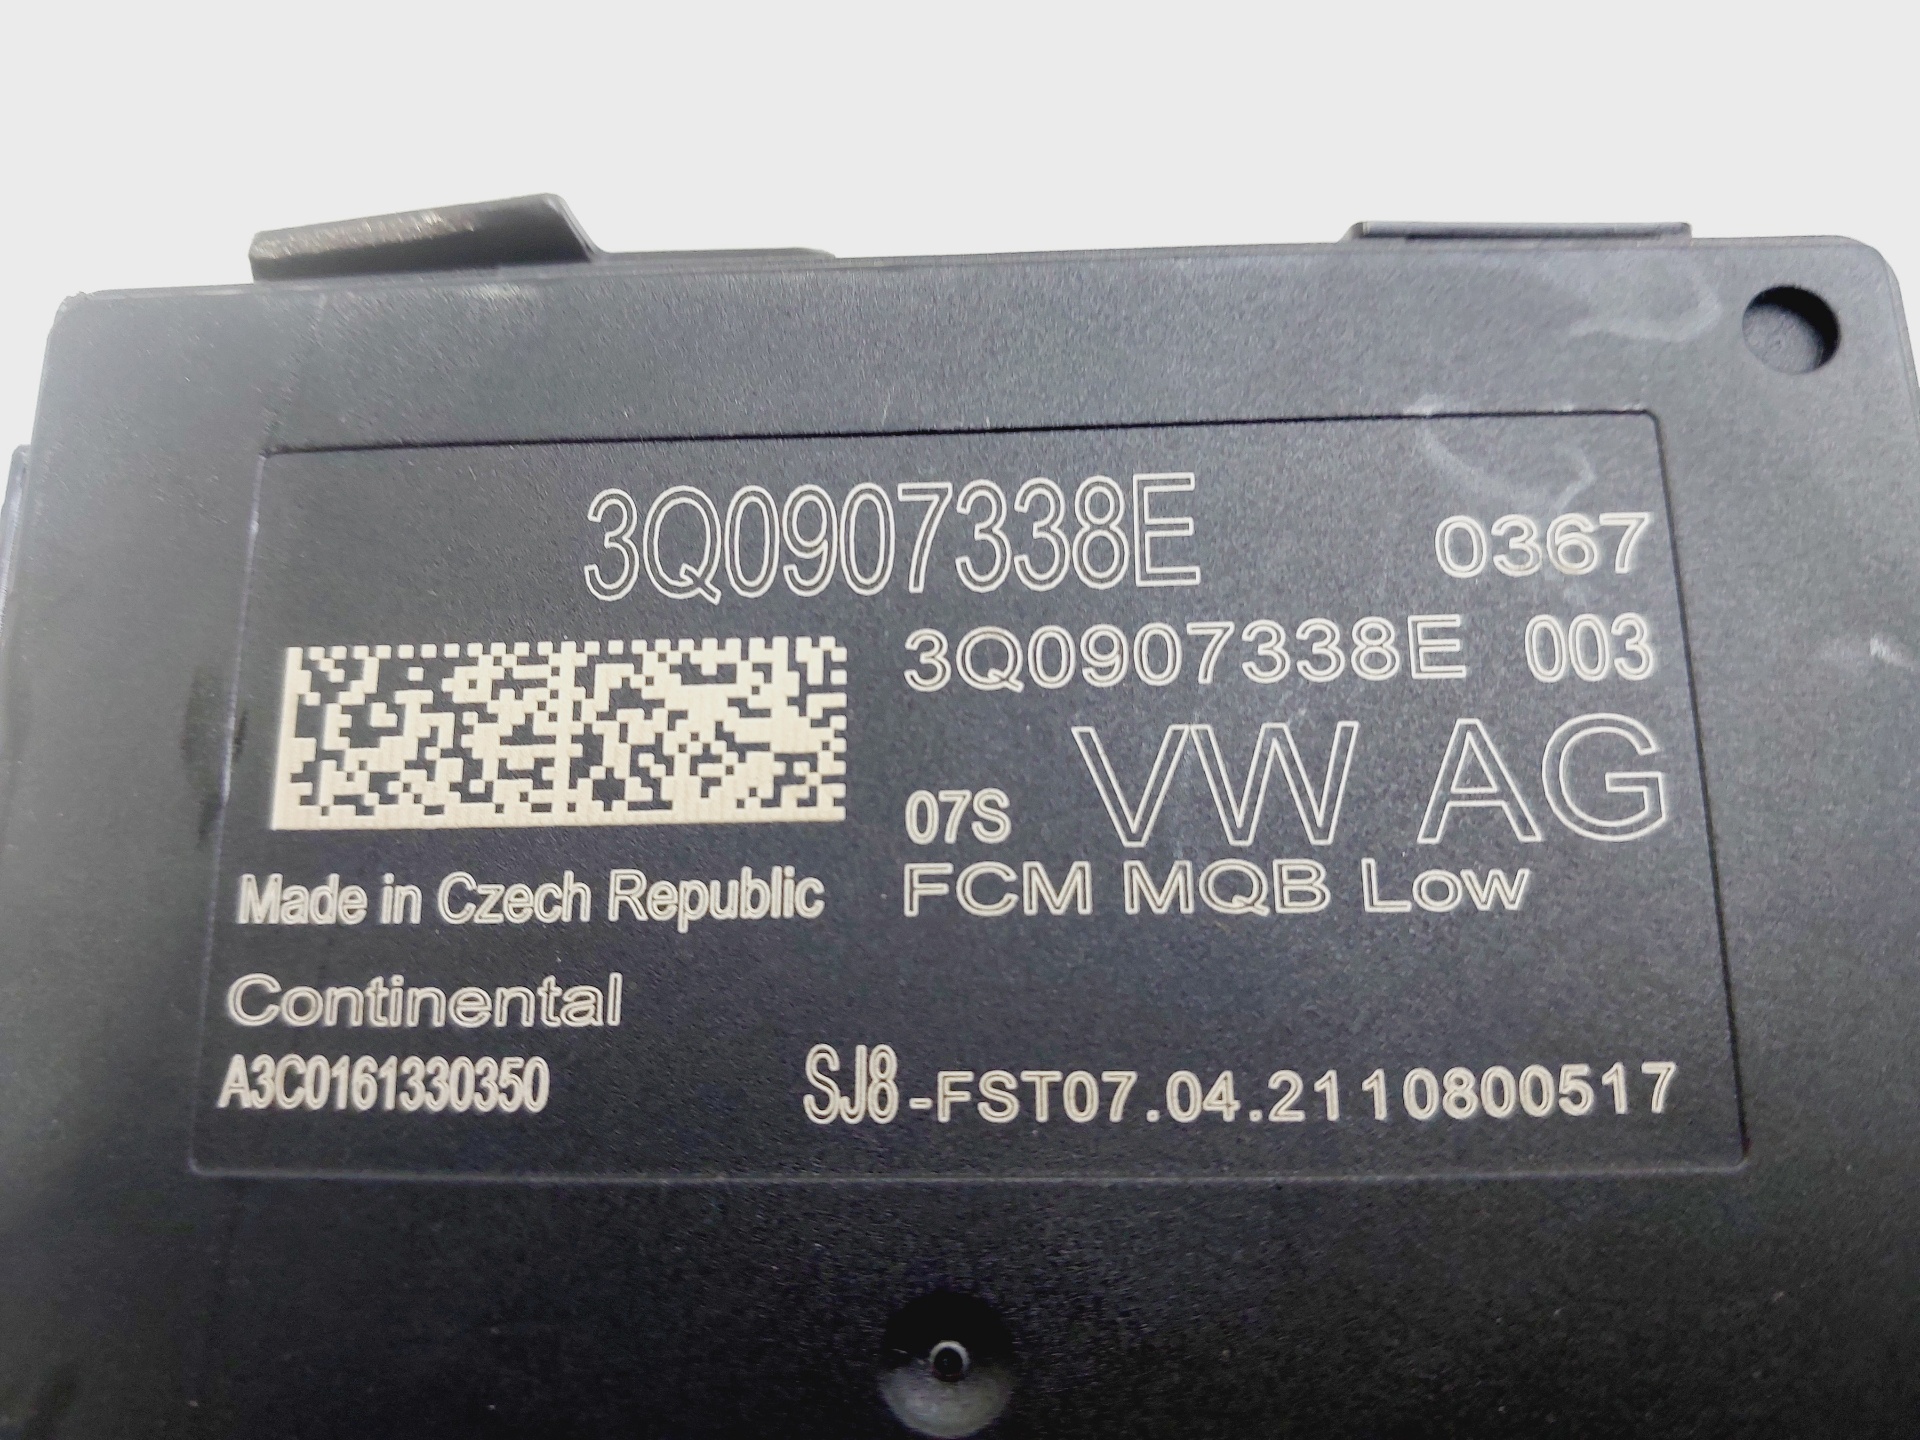 3Q0907338E 0367
3Q0907338E 003
07S VW AG
FCM MQB Low
Made in Czech Republic
Continental
A3C0161330350 SJ8-FST07.04.2110800517